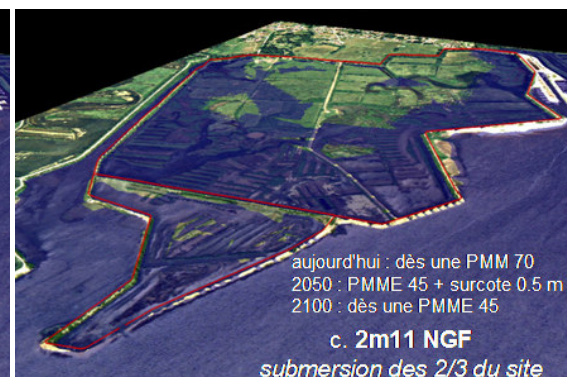 aujourd'hui : dès une PMM 70
2050 : PMME 45 + surcote 0.5 m
2100 : dès une PMME 45
c. 2m11 NGF
submersion des 2/3 du site